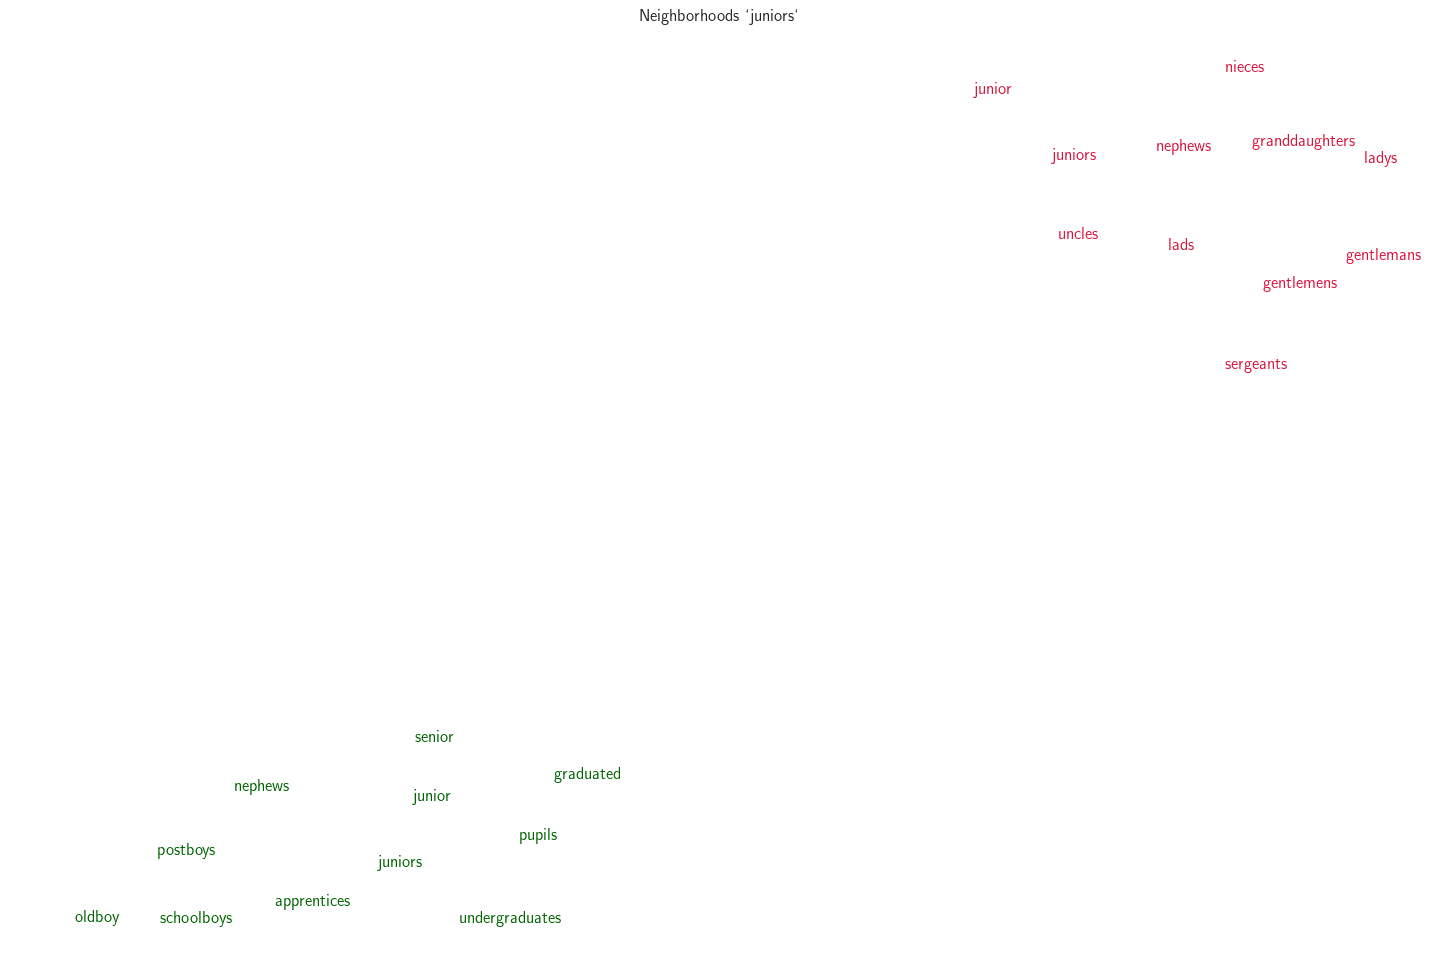 Neighborhoods ‘juniors‘
nieces
junior
granddaughters
nephews
juniors
ladys
uncles
lads
gentlemans
gentlemens
sergeants
senior
graduated
nephews
junior
pupils
postboys
juniors
apprentices
oldboy
schoolboys
undergraduates